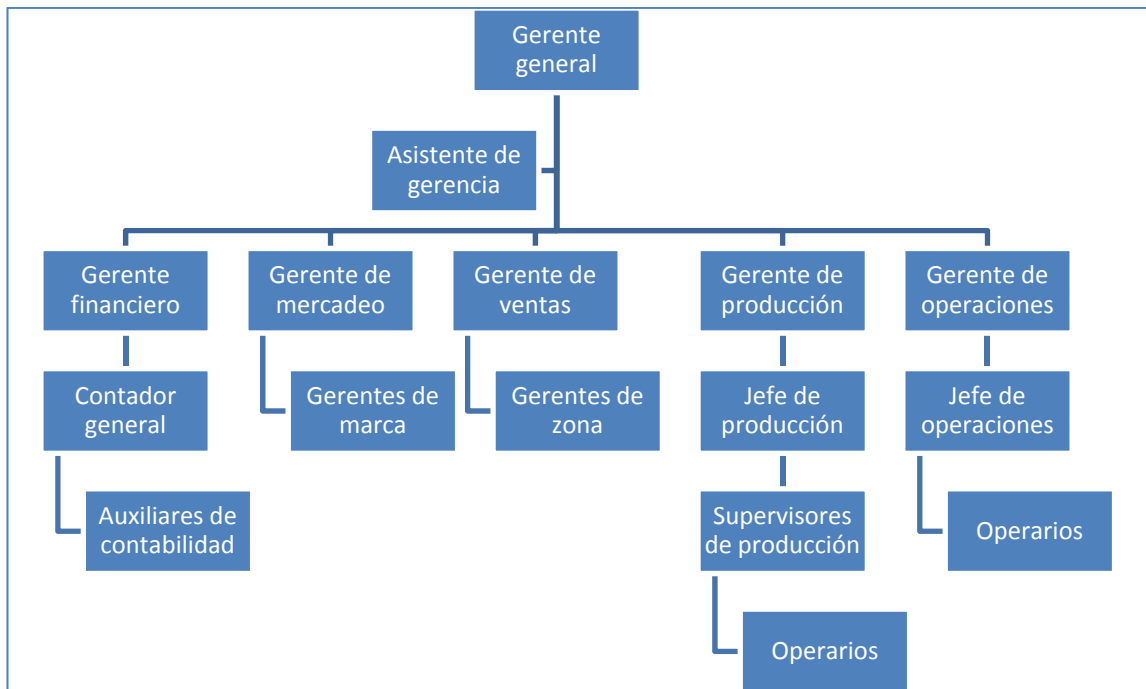 Gerente
general
Asistente de
gerencia
Gerente
financiero
Gerente de
mercadeo
Gerente de
ventas
Gerente de
producción
Gerente de
operaciones
Contador
general
Gerentes de
marca
Gerentes de
zona
Jefe de
producción
Jefe de
operaciones
Auxiliares de
contabilidad
Supervisores
de producción
Operarios
Operarios